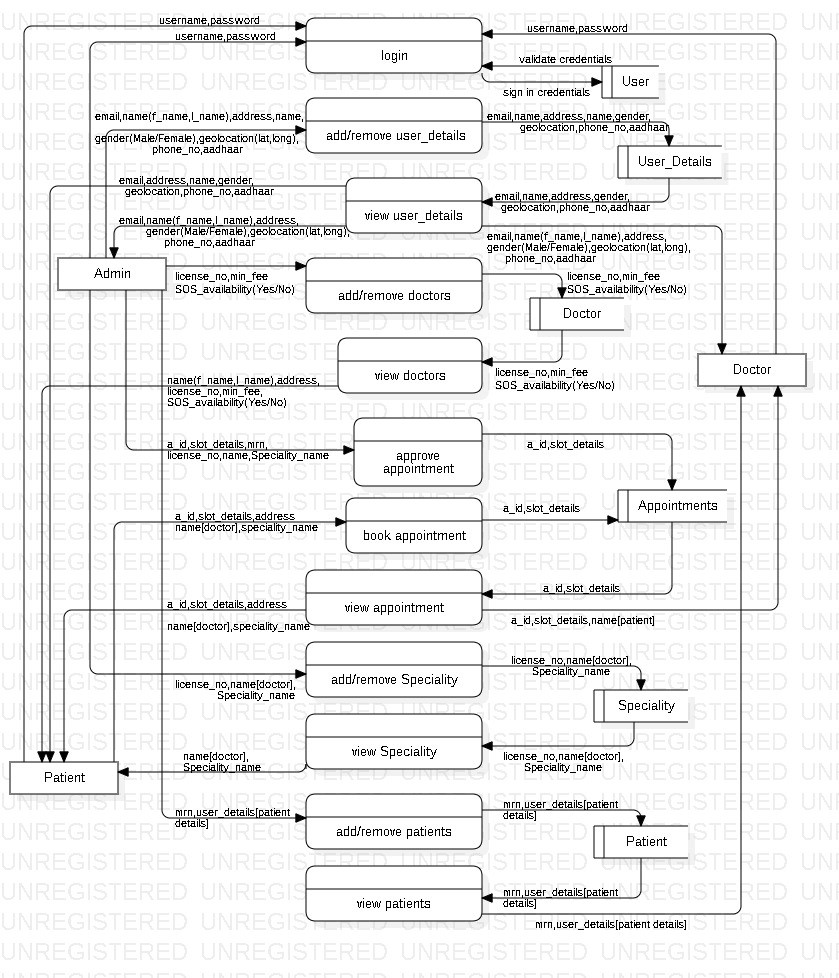 username,password
username,password
username,password
login
validate credentials
User
sign in credentials
email,name(f_name,l_name),address,name,
gender(Male/Female),geolocation(lat,long),
phone_no,aadhaar
add/remove user_details
email,name,address,name,gender,
geolocation,phone_no,aadhaar
User_Details
email,address,name,gender,
geolocation,phone_no,aadhaar
view user_details
email,name,address,gender,
geolocation,phone_no,aadhaar
email,name(f_name,l_name),address,
gender(Male/Female),geolocation(lat,long),
phone_no,aadhaar
email,name(f_name,l_name),address,
gender(Male/Female),geolocation(lat,long),
phone_no,aadhaar
Admin
license_no,min_fee
SOS_availability(Yes/No)
add/remove doctors
license_no,min_fee
SOS_availability(Yes/No)
Doctor
view doctors
license_no,min_fee
SOS_availability(Yes/No)
Doctor
name(f_name,l_name),address,
license_no,min_fee,
SOS_availability(Yes/No)
a_id,slot_details,mrn,
license_no,name,Speciality_name
approve
appointment
a_id,slot_details
Appointments
a_id,slot_details,address
name[doctor],speciality_name
book appointment
a_id,slot_details
a_id,slot_details
a_id,slot_details,address
name[doctor],speciality_name
view appointment
a_id,slot_details,name[patient]
license_no,name[doctor],
Speciality_name
add/remove Speciality
license_no,name[doctor],
Speciality_name
Speciality
name[doctor],
Speciality_name
view Speciality
license_no,name[doctor],
Speciality_name
Patient
mrn,user_details[patient
details]
add/remove patients
mrn,user_details[patient
details]
Patient
view patients
mrn,user_details[patient
details]
mrn,user_details[patient details]
UNREGISTERED